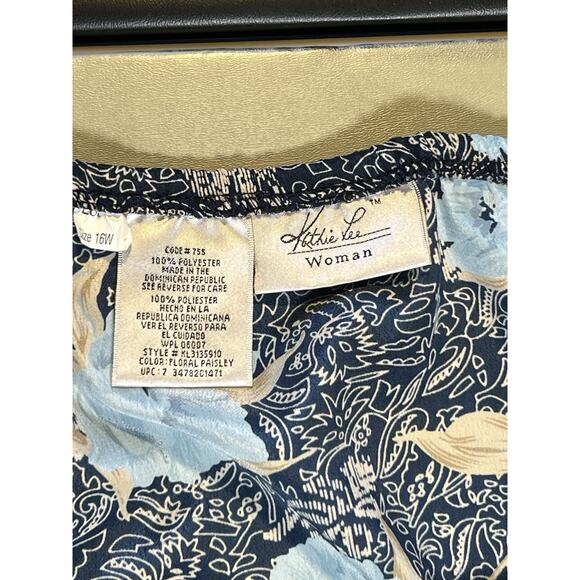 Size 16W
CODE # 755
100% POLYESTER
MADE IN THE
DOMINICAN REPUBLIC
SEE REVERSE FOR CARE
100% POLIESTER
HECHO EN LA
REPUBLICA DOMINICANA
VER EL REVERSO PARA
EL CUIDADO
WPL 06007
STYLE # KL3135910
COLOR: FLORAL PAISLEY
UPC: 7 3478201471
Kathie Lee™
Woman